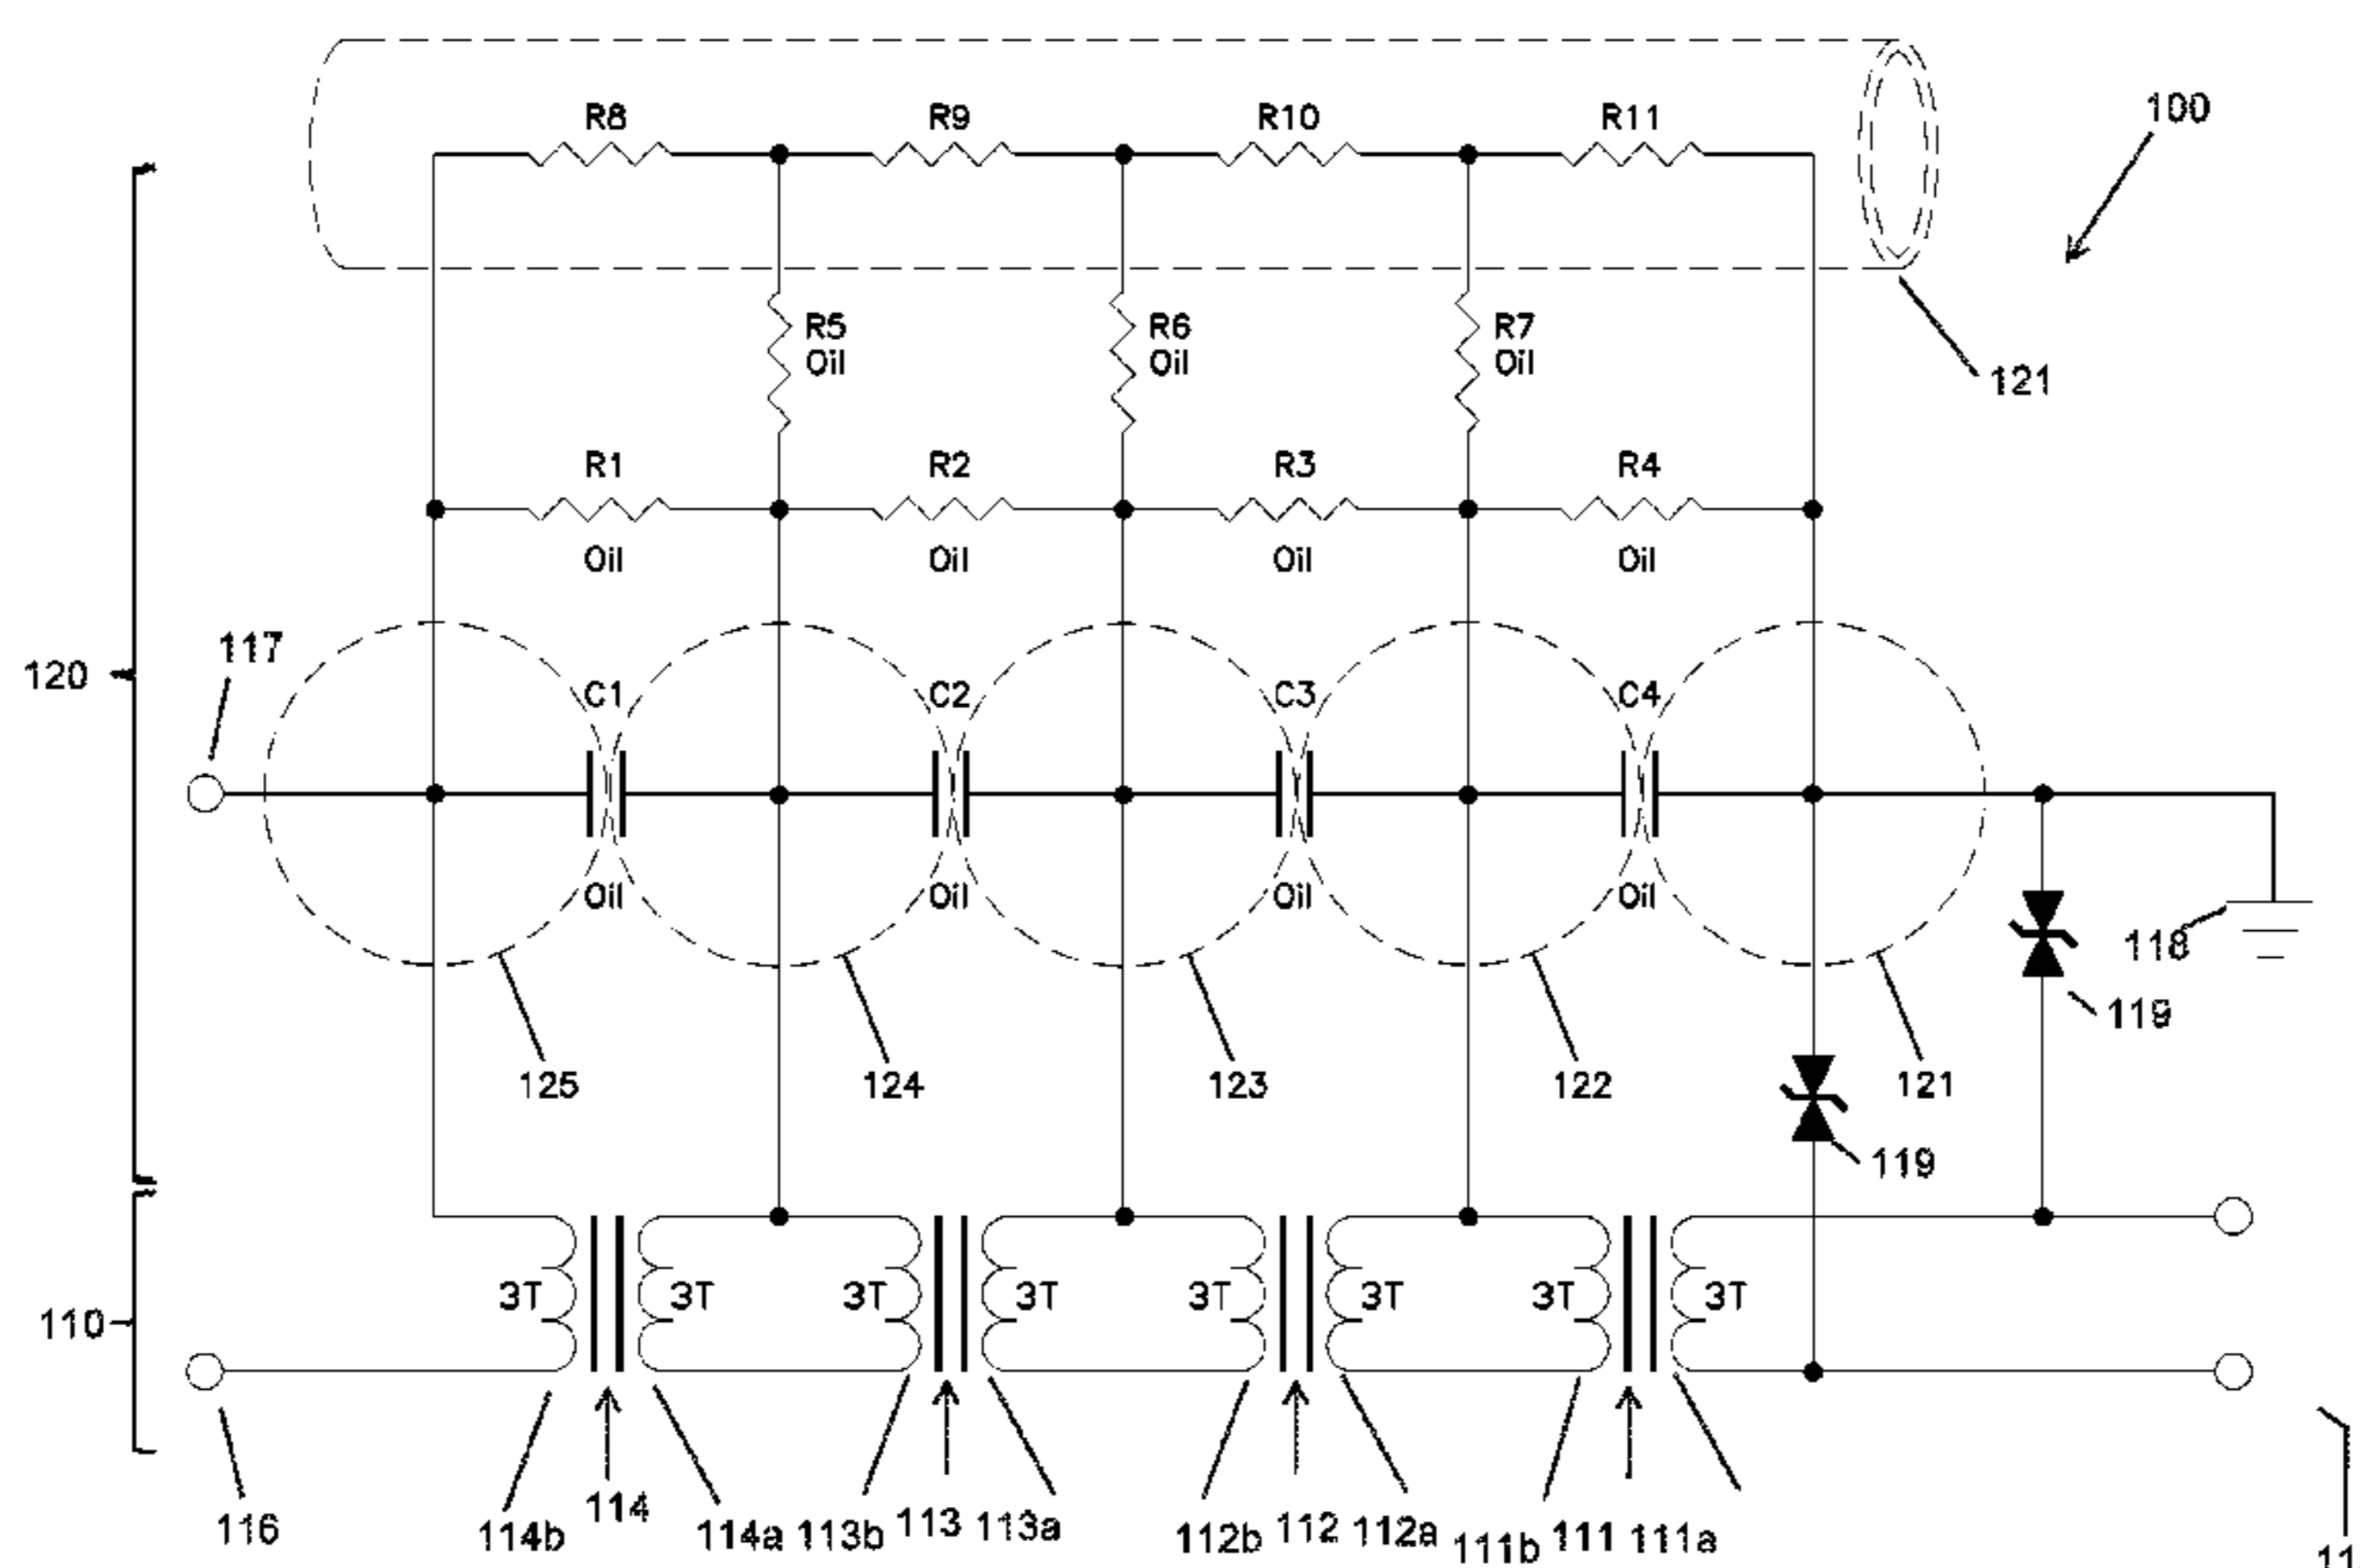 R8 R9 R10 R11
100
R5 R6 R7
Oil Oil Oil
121
R1 R2 R3 R4
Oil Oil Oil Oil
117
120
C1 C2 C3 C4
Oil Oil Oil Oil
118
119
125 124 123 122 121
119
3T 3T 3T 3T 3T 3T 3T 3T
110
116 114b 114 114a 113b 113 113a 112b 112 112a 111b 111 111a